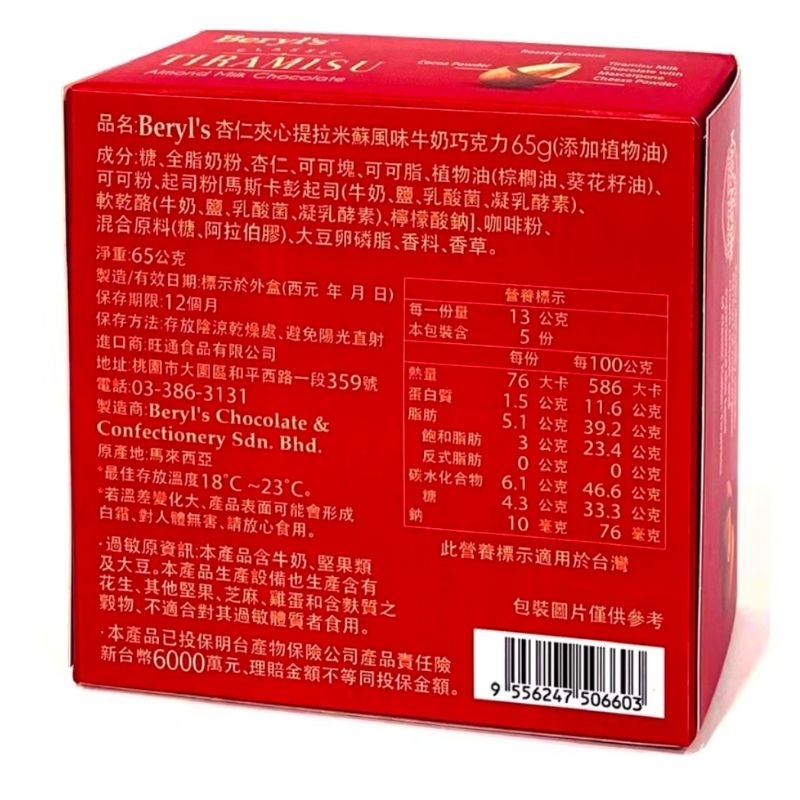 Beryl's
CLASSIC
TIRAMISU
Almond Milk Chocolate
Cocoa Powder
Roasted Almond
Tiramisu Milk
Chocolate with
Mascarpone
Cheese Powder
品名:Beryl's 杏仁夾心提拉米蘇風味牛奶巧克力65g(添加植物油)
成分:糖、全脂奶粉、杏仁、可可塊、可可脂、植物油(棕櫚油、葵花籽油)、
可可粉、起司粉[馬斯卡彭起司(牛奶、鹽、乳酸菌、凝乳酵素)、
軟乾酪(牛奶、鹽、乳酸菌、凝乳酵素)、檸檬酸鈉]、咖啡粉、
混合原料(糖、阿拉伯膠)、大豆卵磷脂、香料、香草。
淨重:65公克
製造/有效日期:標示於外盒(西元 年 月 日)
保存期限:12個月
保存方法:存放陰涼乾燥處、避免陽光直射
進口商:旺通食品有限公司
地址:桃園市大園區和平西路一段359號
電話:03-386-3131
製造商:Beryl's Chocolate &
Confectionery Sdn. Bhd.
原產地:馬來西亞
*最佳存放溫度18°C ~23°C。
*若溫差變化大、產品表面可能會形成
白霜、對人體無害、請放心食用。
營養標示
每一份量 13 公克
本包裝含 5 份
每份 每100公克
熱量 76 大卡 586 大卡
蛋白質 1.5 公克 11.6 公克
脂肪 5.1 公克 39.2 公克
飽和脂肪 3 公克 23.4 公克
反式脂肪 0 公克 0 公克
碳水化合物 6.1 公克 46.6 公克
糖 4.3 公克 33.3 公克
鈉 10 毫克 76 毫克
此營養標示適用於台灣
·過敏原資訊:本產品含牛奶、堅果類
及大豆。本產品生產設備也生產含有
花生、其他堅果、芝麻、雞蛋和含麩質之
穀物、不適合對其過敏體質者食用。
包裝圖片僅供參考
·本產品已投保明台產物保險公司產品責任險
新台幣6000萬元、理賠金額不等同投保金額。
9 556247 506603